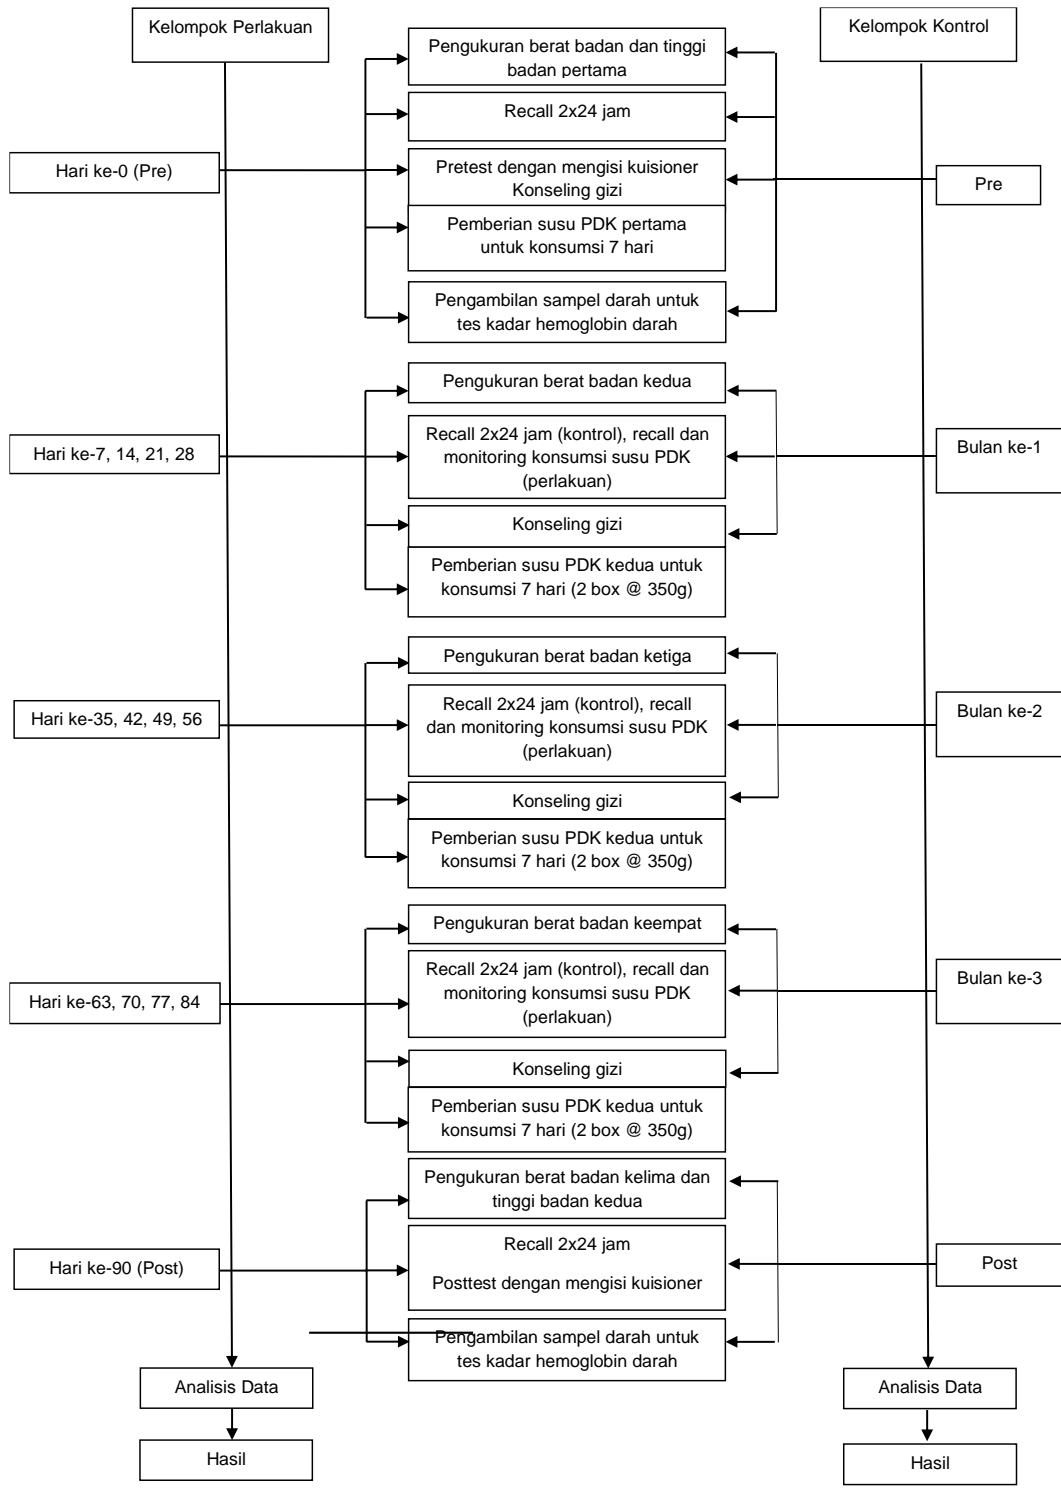 Kelompok Perlakuan
Kelompok Kontrol
Pengukuran berat badan dan tinggi
badan pertama
Recall 2x24 jam
Hari ke-0 (Pre)
Pretest dengan mengisi kuisioner
Konseling gizi
Pre
Pemberian susu PDK pertama
untuk konsumsi 7 hari
Pengambilan sampel darah untuk
tes kadar hemoglobin darah
Pengukuran berat badan kedua
Hari ke-7, 14, 21, 28
Recall 2x24 jam (kontrol), recall dan
monitoring konsumsi susu PDK
(perlakuan)
Bulan ke-1
Konseling gizi
Pemberian susu PDK kedua untuk
konsumsi 7 hari (2 box @ 350g)
Pengukuran berat badan ketiga
Hari ke-35, 42, 49, 56
Recall 2x24 jam (kontrol), recall
dan monitoring konsumsi susu PDK
(perlakuan)
Bulan ke-2
Konseling gizi
Pemberian susu PDK kedua untuk
konsumsi 7 hari (2 box @ 350g)
Pengukuran berat badan keempat
Hari ke-63, 70, 77, 84
Recall 2x24 jam (kontrol), recall dan
monitoring konsumsi susu PDK
(perlakuan)
Bulan ke-3
Konseling gizi
Pemberian susu PDK kedua untuk
konsumsi 7 hari (2 box @ 350g)
Pengukuran berat badan kelima dan
tinggi badan kedua
Hari ke-90 (Post)
Recall 2x24 jam
Posttest dengan mengisi kuisioner
Post
Pengambilan sampel darah untuk
tes kadar hemoglobin darah
Analisis Data
Analisis Data
Hasil
Hasil